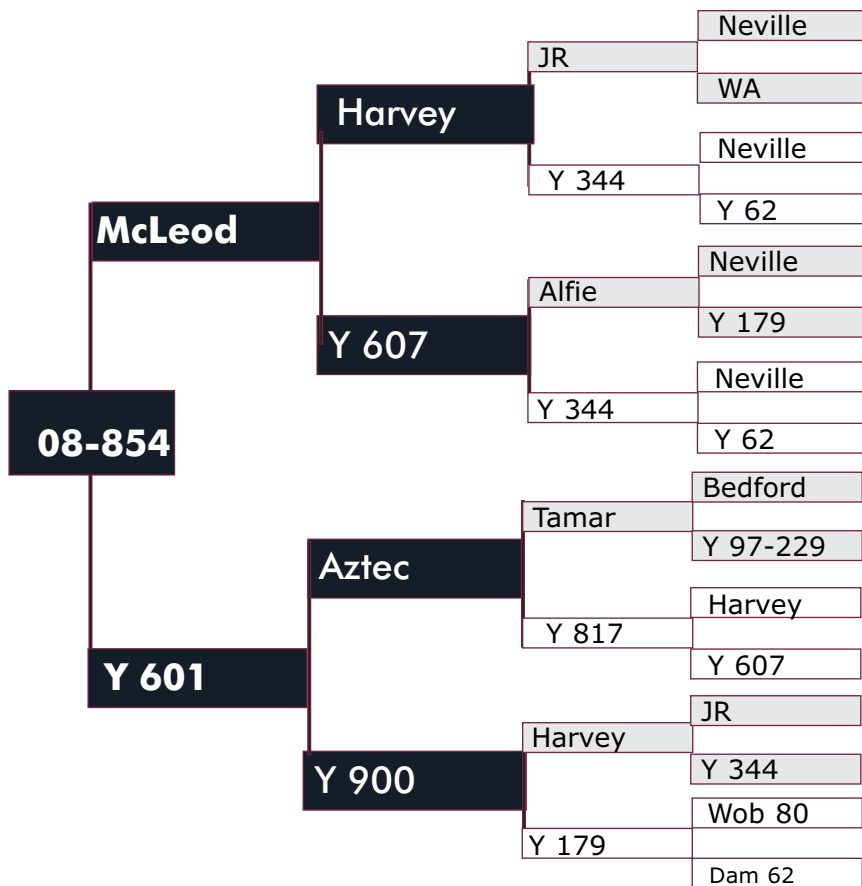 Neville
JR
WA
Harvey
Neville
Y 344
Y 62
McLeod
Neville
Alfie
Y 179
Y 607
Neville
Y 344
Y 62
08-854
Bedford
Tamar
Y 97-229
Aztec
Harvey
Y 817
Y 607
Y 601
JR
Harvey
Y 344
Y 900
Wob 80
Y 179
Dam 62